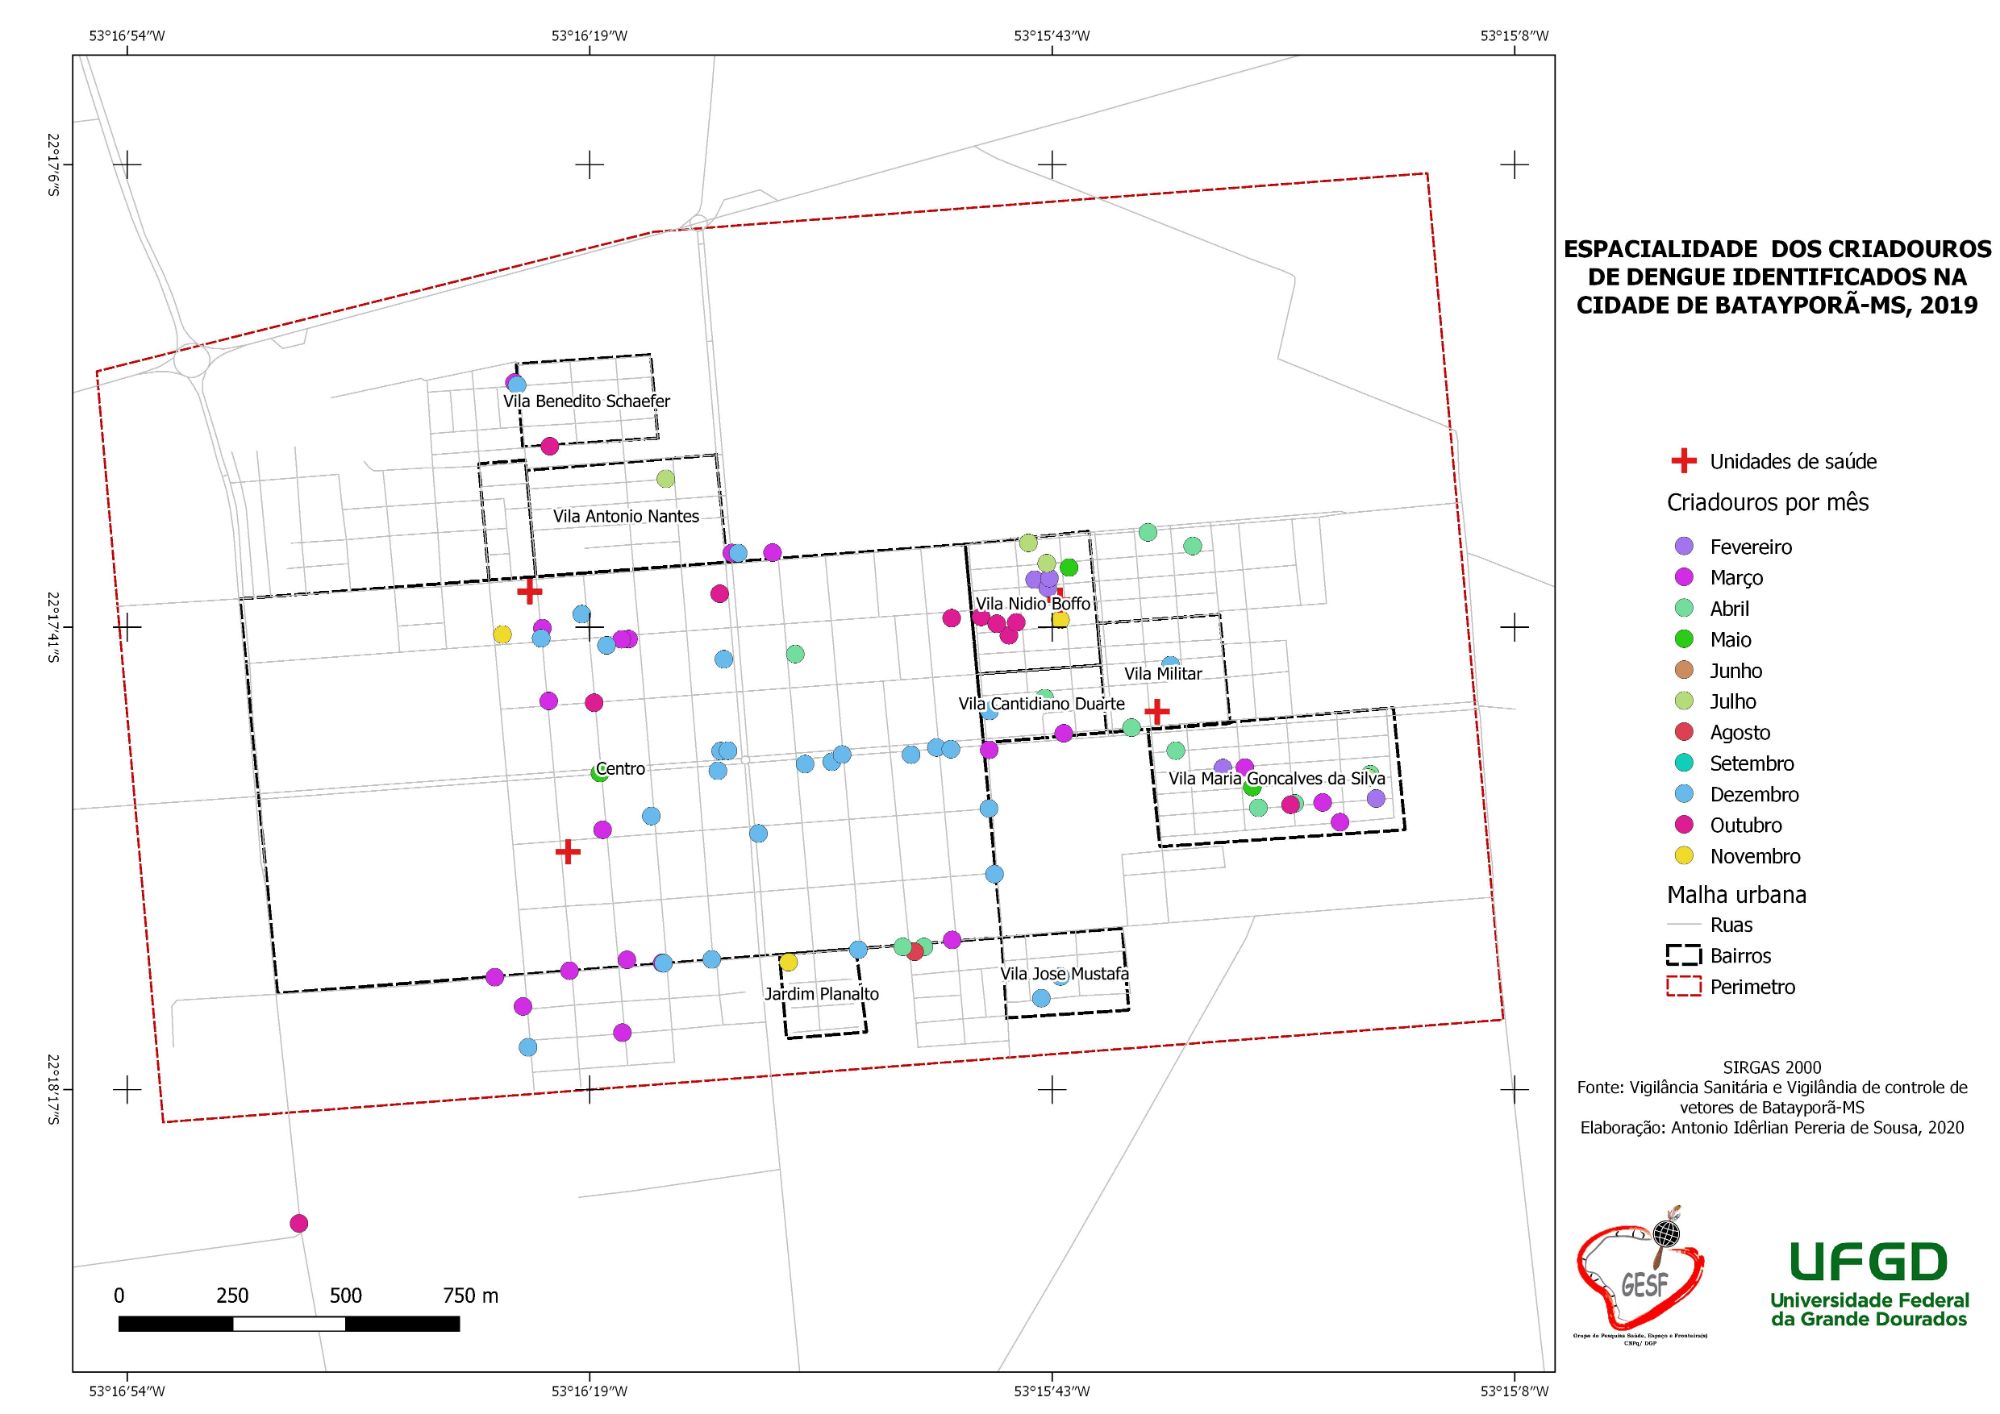 53°16'54"W
53°16'19"W
53°15'43"W
53°15'8"W
22°17'6"S
22°17'41"S
22°18'17"S
Vila Benedito Schaefer
Vila Antonio Nantes
Vila Nidio Boffo
Vila Militar
Vila Cantidiano Duarte
Centro
Vila Maria Goncalves da Silva
Vila Jose Mustafa
Jardim Planalto
0 250 500 750 m
53°16'54"W
53°16'19"W
53°15'43"W
53°15'8"W
ESPACIALIDADE DOS CRIADOUROS
DE DENGUE IDENTIFICADOS NA
CIDADE DE BATAYPORÃ-MS, 2019
Unidades de saúde
Criadouros por mês
Fevereiro
Março
Abril
Maio
Junho
Julho
Agosto
Setembro
Dezembro
Outubro
Novembro
Malha urbana
Ruas
Bairros
Perimetro
SIRGAS 2000
Fonte: Vigilância Sanitária e Vigilândia de controle de
vetores de Batayporã-MS
Elaboração: Antonio Idêrlian Pereria de Sousa, 2020
GESF
Grupo de Pesquisa Saúde, Espaço e Fronteira(s)
CNPq/ DGP
UFGD
Universidade Federal
da Grande Dourados